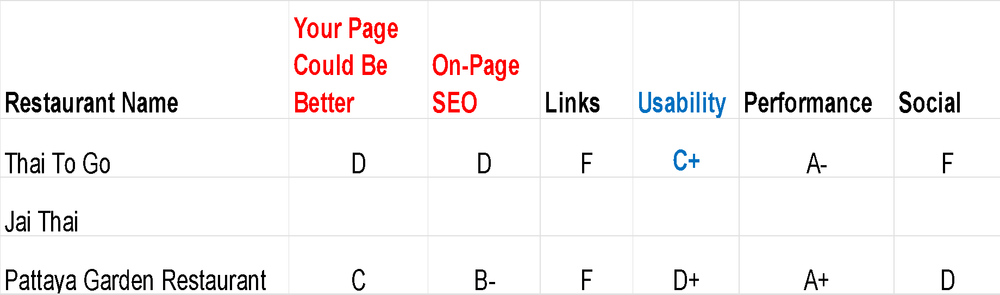 Your Page
Could Be On-Page
Restaurant Name Better SEO Links Usability Performance Social
Thai To Go D D F C+ A- F
Jai Thai
Pattaya Garden Restaurant C B- F D+ A+ D